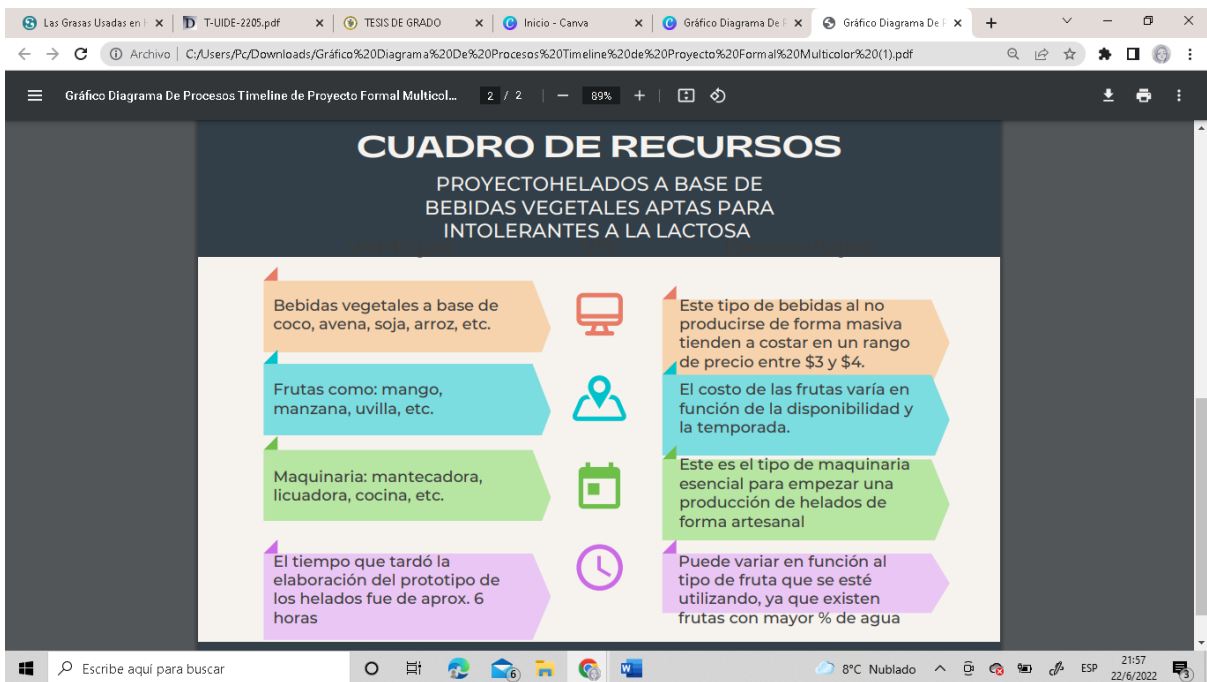 Las Grasas Usadas en
T-UIDE-2205.pdf
TESIS DE GRADO
Inicio - Canva
Gráfico Diagrama De
Gráfico Diagrama De
Archivo
C:/Users/Pc/Downloads/Gráfico%20Diagrama%20De%20Procesos%20Timeline%20de%20Proyecto%20Formal%20Multicolor%20(1).pdf
Gráfico Diagrama De Procesos Timeline de Proyecto Formal Multicol...
2 / 2
89%
CUADRO DE RECURSOS
PROYECTOHELADOS A BASE DE
BEBIDAS VEGETALES APTAS PARA
INTOLERANTES A LA LACTOSA
Bebidas vegetales a base de
coco, avena, soja, arroz, etc.
Este tipo de bebidas al no
producirse de forma masiva
tienden a costar en un rango
de precio entre $3 y $4.
Frutas como: mango,
manzana, uvilla, etc.
El costo de las frutas varía en
función de la disponibilidad y
la temporada.
Maquinaria: mantecadora,
licuadora, cocina, etc.
Este es el tipo de maquinaria
esencial para empezar una
producción de helados de
forma artesanal
El tiempo que tardó la
elaboración del prototipo de
los helados fue de aprox. 6
horas
Puede variar en función al
tipo de fruta que se esté
utilizando, ya que existen
frutas con mayor % de agua
Escribe aquí para buscar
6
8°C Nublado
ESP
21:57
22/6/2022
3